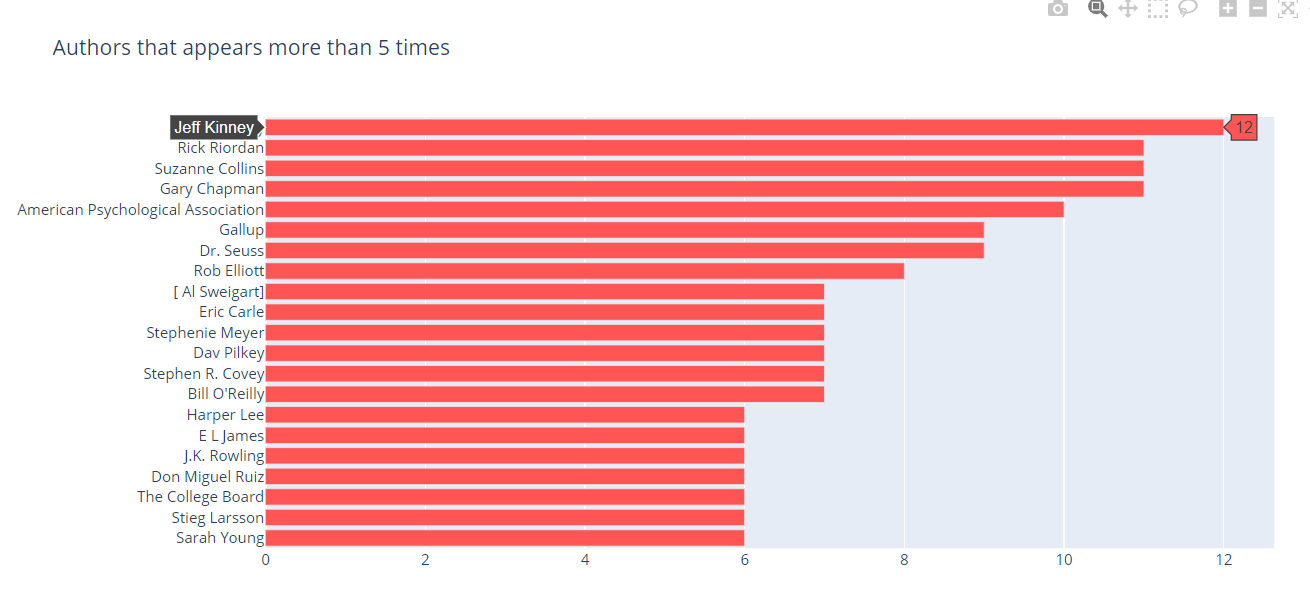 Authors that appears more than 5 times
Jeff Kinney
12
Rick Riordan
Suzanne Collins
Gary Chapman
American Psychological Association
Gallup
Dr. Seuss
Rob Elliott
[ Al Sweigart]
Eric Carle
Stephenie Meyer
Dav Pilkey
Stephen R. Covey
Bill O'Reilly
Harper Lee
E L James
J.K. Rowling
Don Miguel Ruiz
The College Board
Stieg Larsson
Sarah Young
0 2 4 6 8 10 12